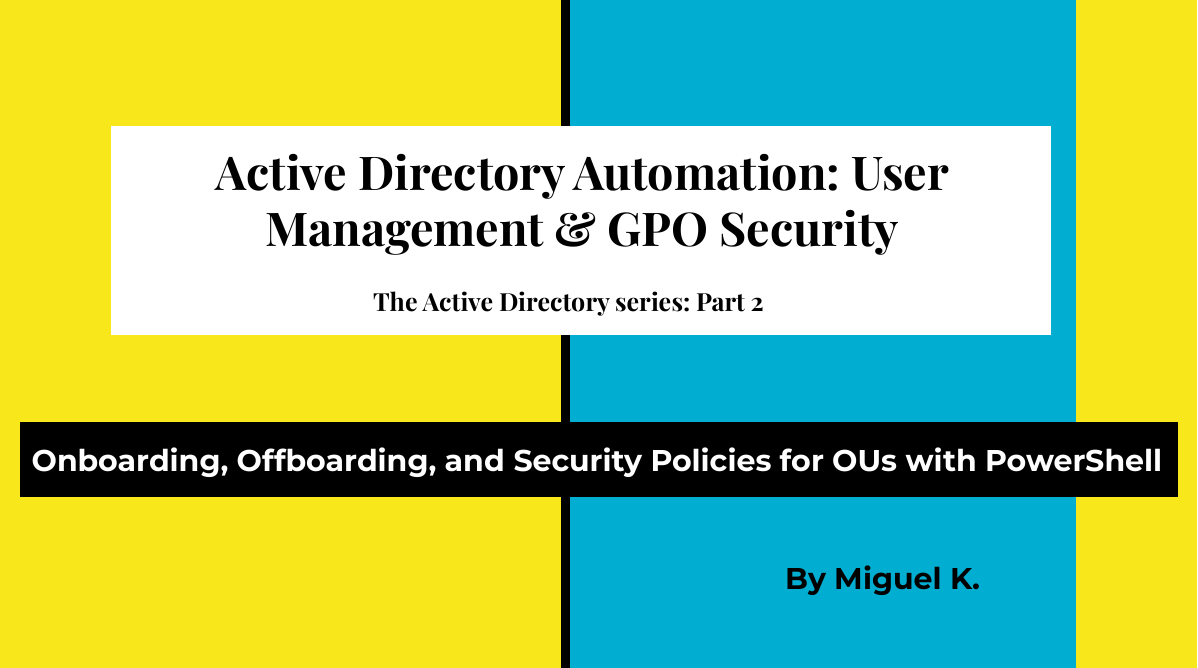 Active Directory Automation: User
Management & GPO Security
The Active Directory series: Part 2
Onboarding, Offboarding, and Security Policies for OUs with PowerShell
By Miguel K.